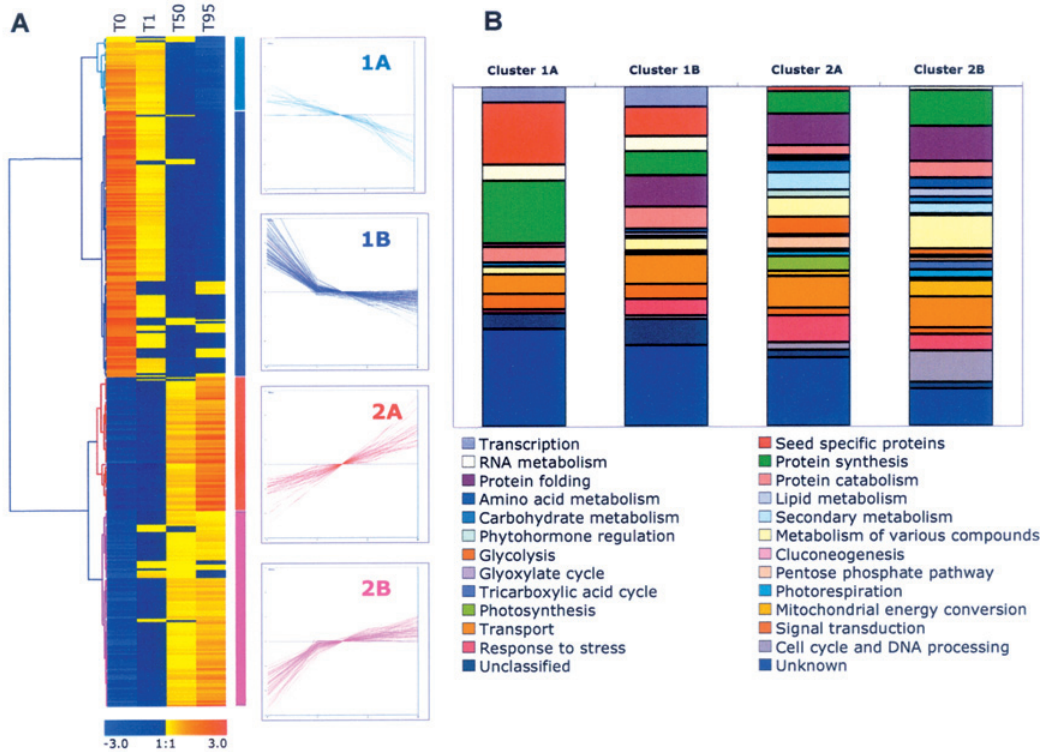 A
T0 T1 T50 T95
1A
1B
2A
2B
-3.0 1:1 3.0
B
Cluster 1A Cluster 1B Cluster 2A Cluster 2B
Transcription
RNA metabolism
Protein folding
Amino acid metabolism
Carbohydrate metabolism
Phytohormone regulation
Glycolysis
Glyoxylate cycle
Tricarboxylic acid cycle
Photosynthesis
Transport
Response to stress
Unclassified
Seed specific proteins
Protein synthesis
Protein catabolism
Lipid metabolism
Secondary metabolism
Metabolism of various compounds
Cluconeogenesis
Pentose phosphate pathway
Photorespiration
Mitochondrial energy conversion
Signal transduction
Cell cycle and DNA processing
Unknown